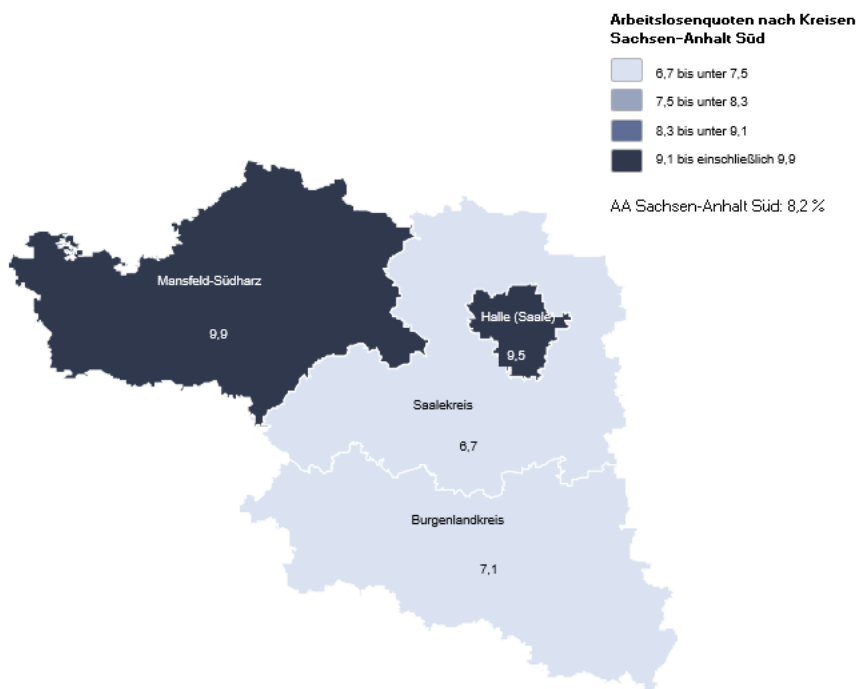 Arbeitslosenquoten nach Kreisen
Sachsen-Anhalt Süd
6,7 bis unter 7,5
7,5 bis unter 8,3
8,3 bis unter 9,1
9,1 bis einschließlich 9,9
AA Sachsen-Anhalt Süd: 8,2 %
Mansfeld-Südharz
9,9
Halle (Saale)
9,5
Saalekreis
6,7
Burgenlandkreis
7,1